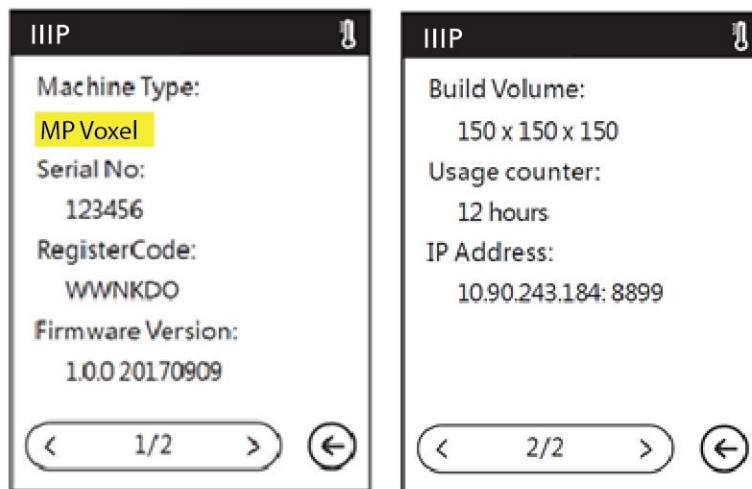 IIIP
Machine Type:
MP Voxel
Serial No:
123456
RegisterCode:
WWNKDO
Firmware Version:
1.0.0 20170909
< 1/2 >
IIIP
Build Volume:
150 x 150 x 150
Usage counter:
12 hours
IP Address:
10.90.243.184: 8899
< 2/2 >